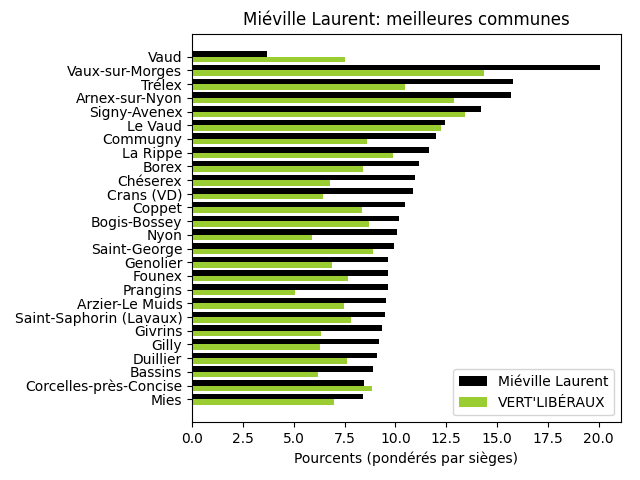 Miéville Laurent: meilleures communes
Vaud
Vaux-sur-Morges
Trélex
Arnex-sur-Nyon
Signy-Avenex
Le Vaud
Commugny
La Rippe
Borex
Chéserex
Crans (VD)
Coppet
Bogis-Bossey
Nyon
Saint-George
Genolier
Founex
Prangins
Arzier-Le Muids
Saint-Saphorin (Lavaux)
Givrins
Gilly
Duillier
Bassins
Corcelles-près-Concise
Mies
Miéville Laurent
VERT'LIBÉRAUX
0.0 2.5 5.0 7.5 10.0 12.5 15.0 17.5 20.0
Pourcents (pondérés par sièges)